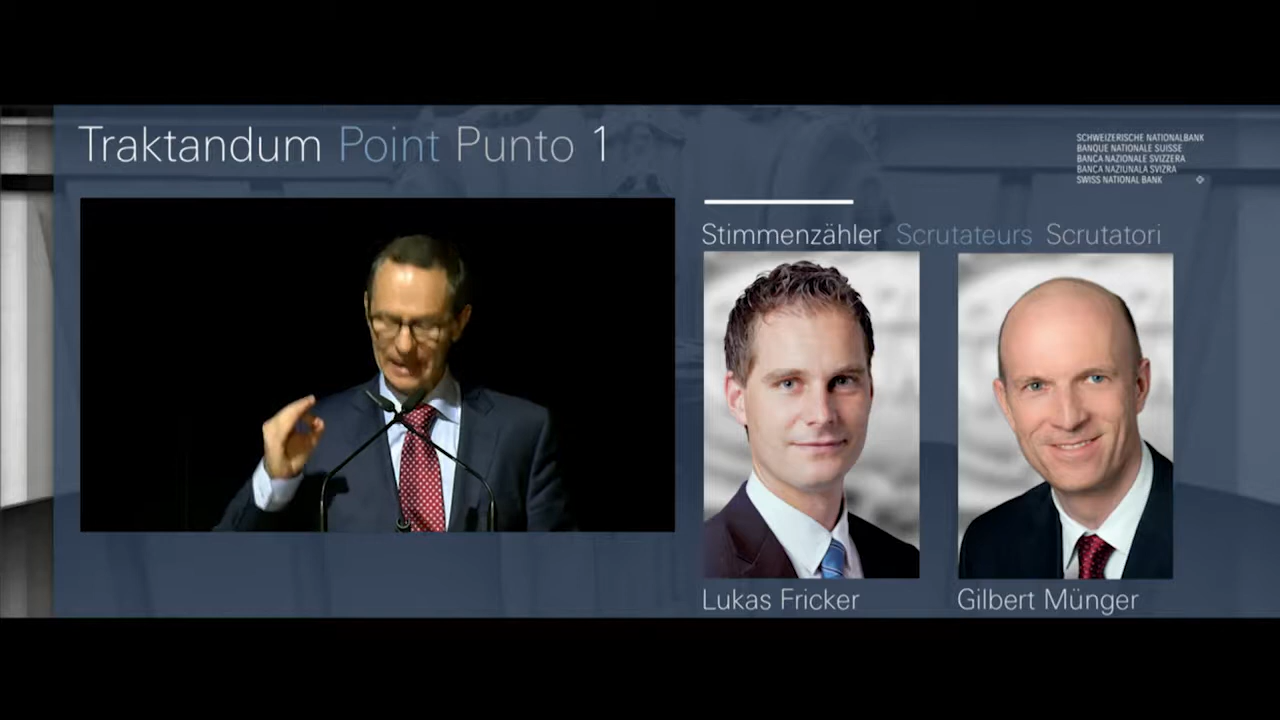 Traktandum Point Punto 1
SCHWEIZERISCHE NATIONALBANK
BANQUE NATIONALE SUISSE
BANCA NAZIONALE SVIZZERA
BANCA NAZIUNALA SVIZRA
SWISS NATIONAL BANK
Stimmenzähler Scrutateurs Scrutatori
Lukas Fricker
Gilbert Münger